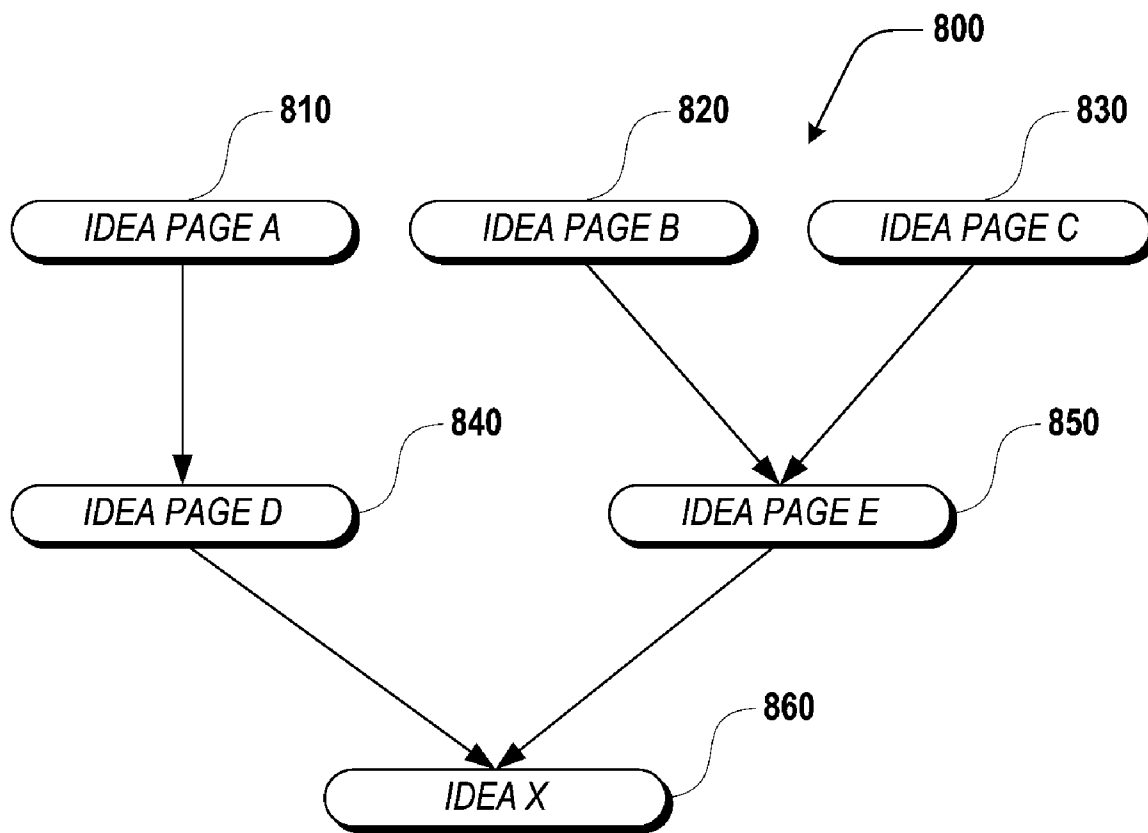 800
810
820
830
IDEA PAGE A
IDEA PAGE B
IDEA PAGE C
840
850
IDEA PAGE D
IDEA PAGE E
860
IDEA X